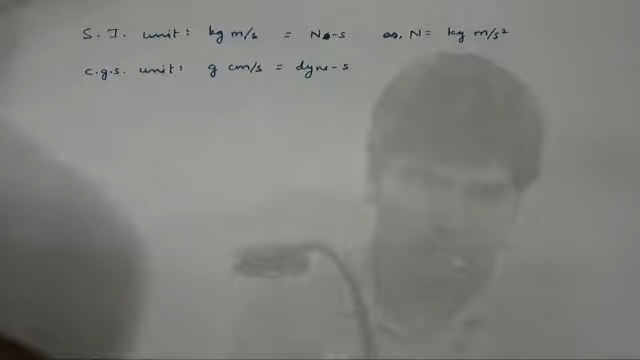 S. I. unit: kg m/s = N-s as, N = kg m/s²
c.g.s. unit: g cm/s = dyne-s